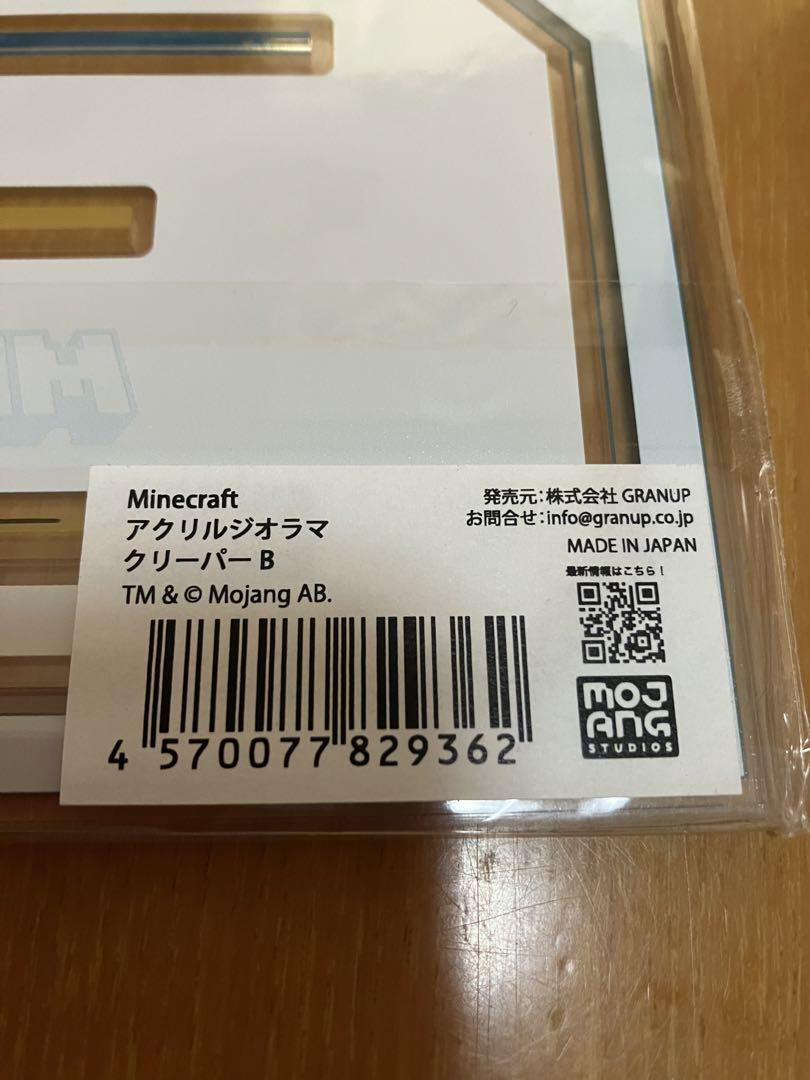 Minecraft
アクリルジオラマ
クリーパー B
TM & © Mojang AB.
4 570077 829362
発売元:株式会社 GRANUP
お問合せ:info@granup.co.jp
MADE IN JAPAN
最新情報はこちら!
MOJ
ANG
STUDIOS